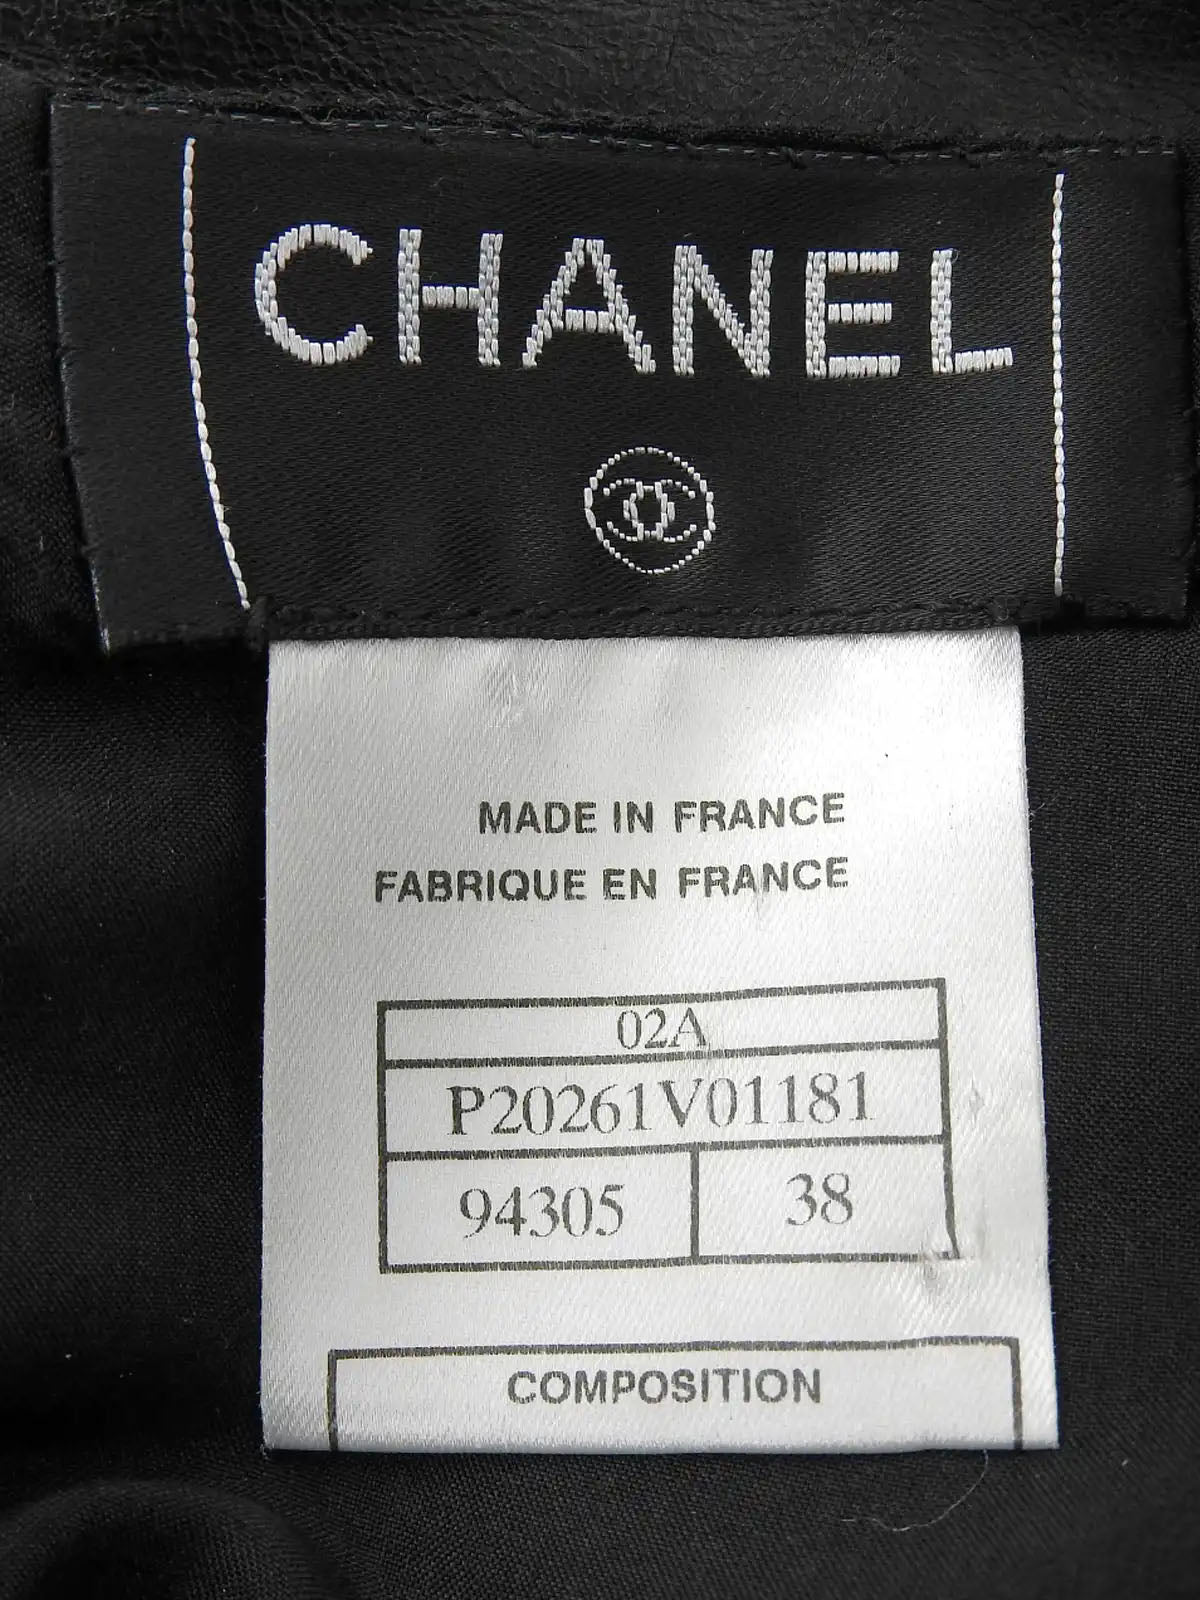 CHANEL
MADE IN FRANCE
FABRIQUE EN FRANCE
02A
P20261V01181
94305 38
COMPOSITION